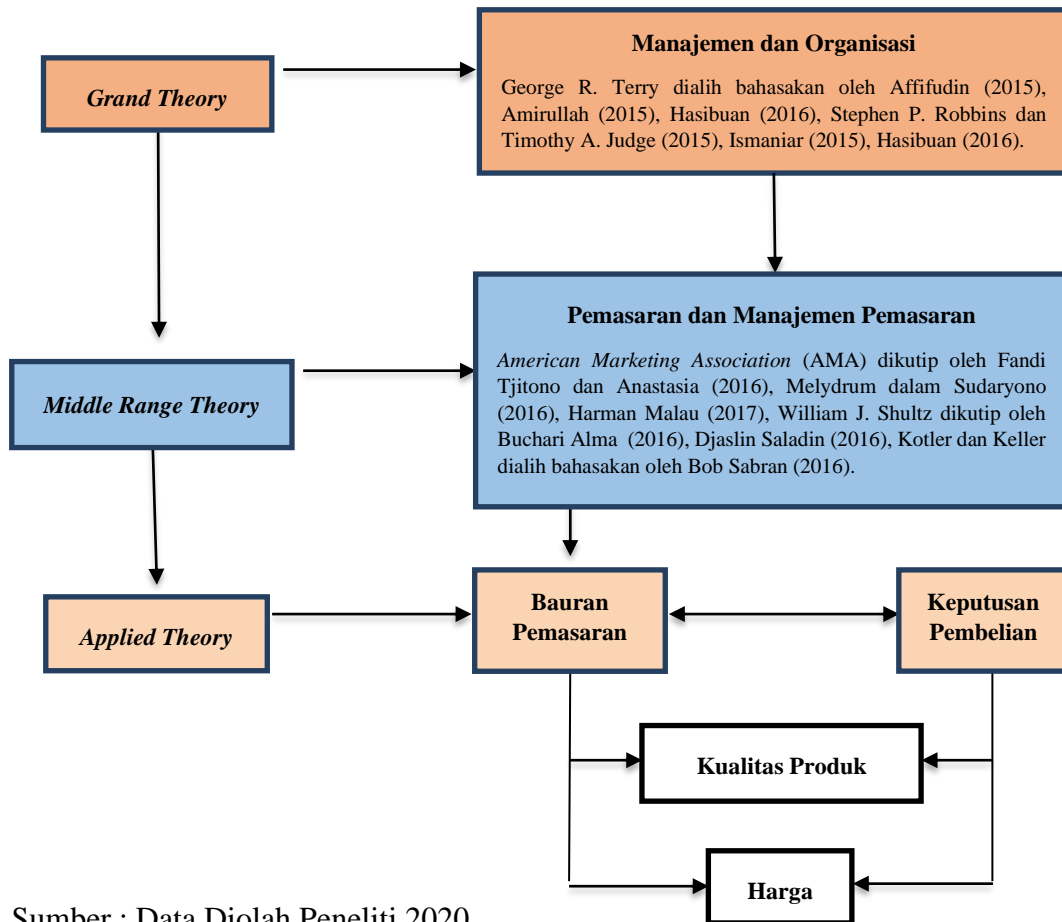 Manajemen dan Organisasi
Grand Theory
George R. Terry dialih bahasakan oleh Affifudin (2015),
Amirullah (2015), Hasibuan (2016), Stephen P. Robbins dan
Timothy A. Judge (2015), Ismaniar (2015), Hasibuan (2016).
Pemasaran dan Manajemen Pemasaran
Middle Range Theory
American Marketing Association (AMA) dikutip oleh Fandi
Tjitono dan Anastasia (2016), Melydrum dalam Sudaryono
(2016), Harman Malau (2017), William J. Shultz dikutip oleh
Buchari Alma (2016), Djaslin Saladin (2016), Kotler dan Keller
dialih bahasakan oleh Bob Sabran (2016).
Applied Theory
Bauran
Pemasaran
Keputusan
Pembelian
Kualitas Produk
Harga
Sumber : Data Diolah Peneliti 2020